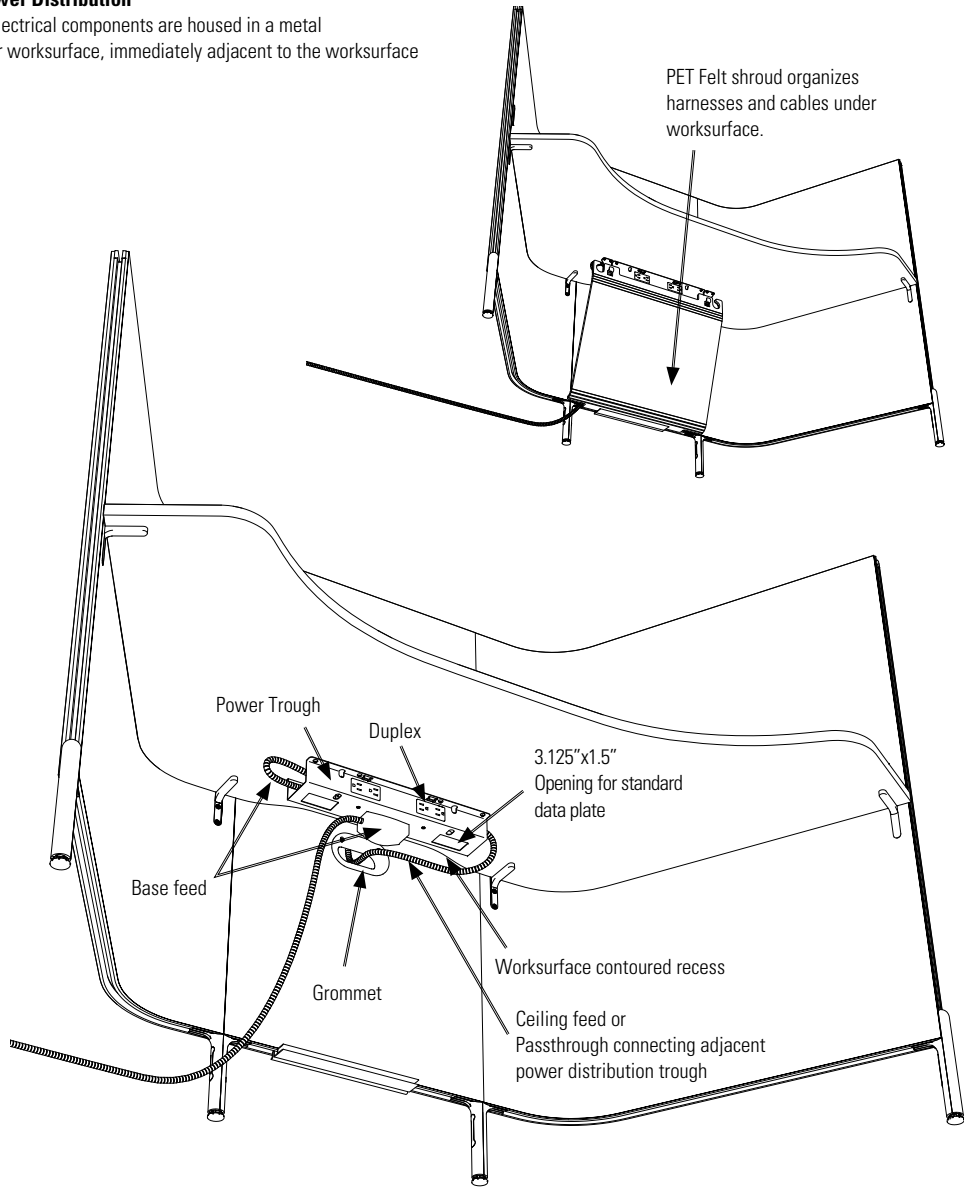 Distribution
ectrical components are housed in a metal
worksurface, immediately adjacent to the worksurface
PET Felt shroud organizes
harnesses and cables under
worksurface.
Power Trough
Duplex
3.125"x1.5"
Opening for standard
data plate
Base feed
Grommet
Worksurface contoured recess
Ceiling feed or
Passthrough connecting adjacent
power distribution trough